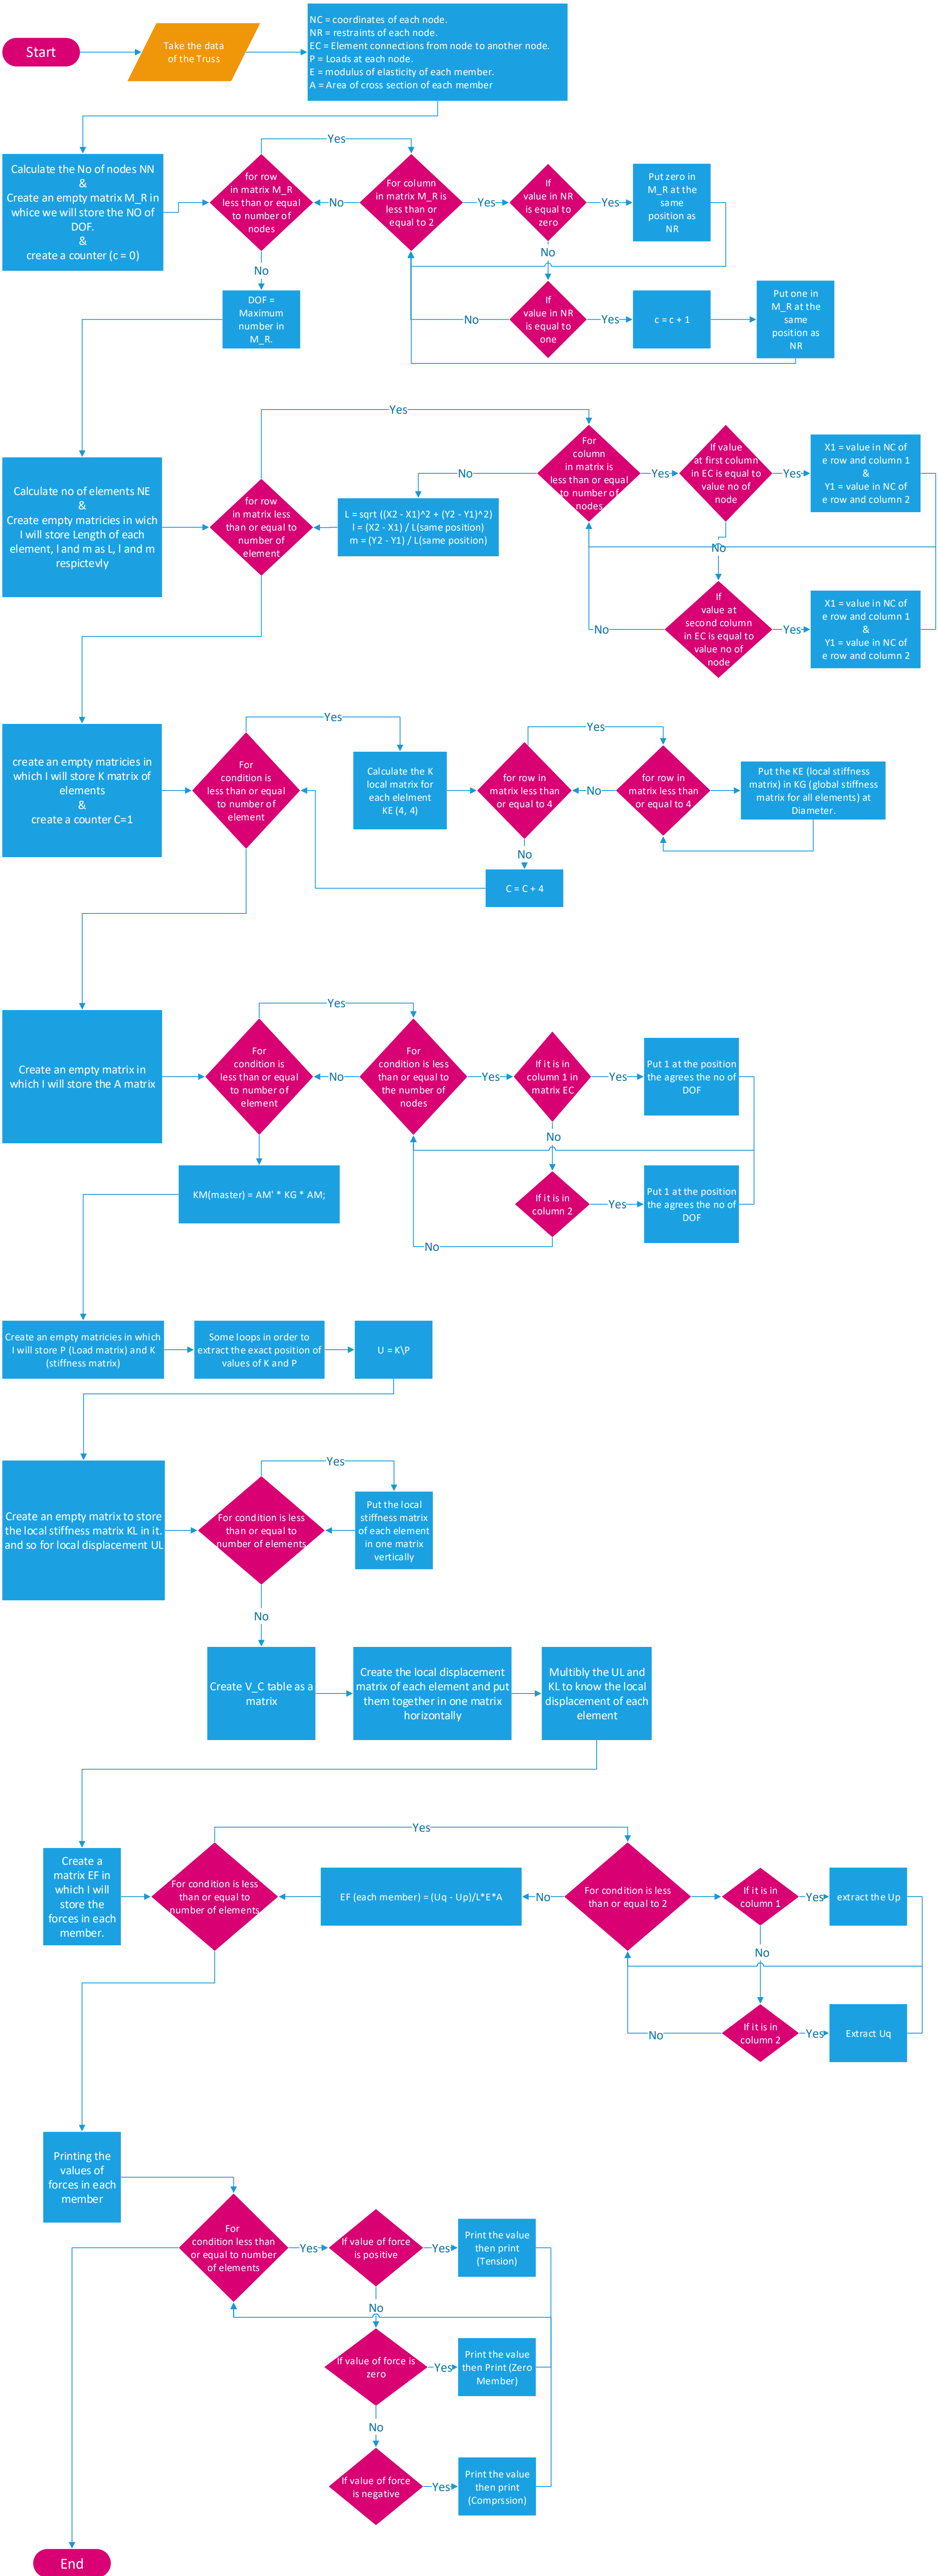 Start
Take the data
of the Truss
NC = coordinates of each node.
NR = restraints of each node.
EC = Element connections from node to another node.
P = Loads at each node.
E = modulus of elasticity of each member.
A = Area of cross section of each member
Calculate the No of nodes NN
&
Create an empty matrix M_R in
whice we will store the NO of
DOF.
&
create a counter (c = 0)
for row
in matrix M_R
less than or equal
to number of
nodes
Yes
For column
in matrix M_R is
less than or
equal to 2
No
Yes
If
value in NR
is equal to
zero
Yes
Put zero in
M_R at the
same
position as
NR
No
No
DOF =
Maximum
number in
M_R.
No
If
value in NR
is equal to
one
Yes
c = c + 1
Put one in
M_R at the
same
position as
NR
Yes
Calculate no of elements NE
&
Create empty matricies in wich
I will store Length of each
element, l and m as L, l and m
respictevly
for row
in matrix less
than or equal to
number of
element
L = sqrt ((X2 - X1)^2 + (Y2 - Y1)^2)
l = (X2 - X1) / L(same position)
m = (Y2 - Y1) / L(same position)
No
For
column
in matrix is
less than or equal
to number of
nodes
Yes
If value
at first column
in EC is equal to
value no of
node
Yes
X1 = value in NC of
e row and column 1
&
Y1 = value in NC of
e row and column 2
No
No
If
value at
second column
in EC is equal to
value no of
node
Yes
X1 = value in NC of
e row and column 1
&
Y1 = value in NC of
e row and column 2
create an empty matricies in
which I will store K matrix of
elements
&
create a counter C=1
For
condition is
less than or equal
to number of
element
Yes
Calculate the K
local matrix for
each elelment
KE (4, 4)
for row in
matrix less than
or equal to 4
Yes
No
for row in
matrix less than
or equal to 4
Put the KE (local stiffness
matrix) in KG (global stiffness
matrix for all elements) at
Diameter.
No
C = C + 4
Create an empty matrix in
which I will store the A matrix
For
condition is
less than or equal
to number of
element
Yes
No
For
condition is less
than or equal to
the number of
nodes
Yes
If it is in
column 1 in
matrix EC
Yes
Put 1 at the position
the agrees the no of
DOF
No
KM(master) = AM' * KG * AM;
If it is in
column 2
Yes
Put 1 at the position
the agrees the no of
DOF
No
Create an empty matricies in which
I will store P (Load matrix) and K
(stiffness matrix)
Some loops in order to
extract the exact position of
values of K and P
U = K\P
Create an empty matrix to store
the local stiffness matrix KL in it.
and so for local displacement UL
For condition is less
than or equal to
number of elements
Yes
Put the local
stiffness matrix
of each element
in one matrix
vertically
No
Create V_C table as a
matrix
Create the local displacement
matrix of each element and put
them together in one matrix
horizontally
Multibly the UL and
KL to know the local
displacement of each
element
Yes
Create a
matrix EF in
which I will
store the
forces in each
member.
For condition is less
than or equal to
number of elements
EF (each member) = (Uq - Up)/L*E*A
No
For condition is less
than or equal to 2
If it is in
column 1
Yes
extract the Up
No
No
If it is in
column 2
Yes
Extract Uq
Printing the
values of
forces in each
member
For
condition less than
or equal to number
of elements
Yes
If value of force
is positive
Yes
Print the value
then print
(Tension)
No
If value of force is
zero
Yes
Print the value
then Print (Zero
Member)
No
If value of force
is negative
Yes
Print the value
then print
(Comprssion)
End